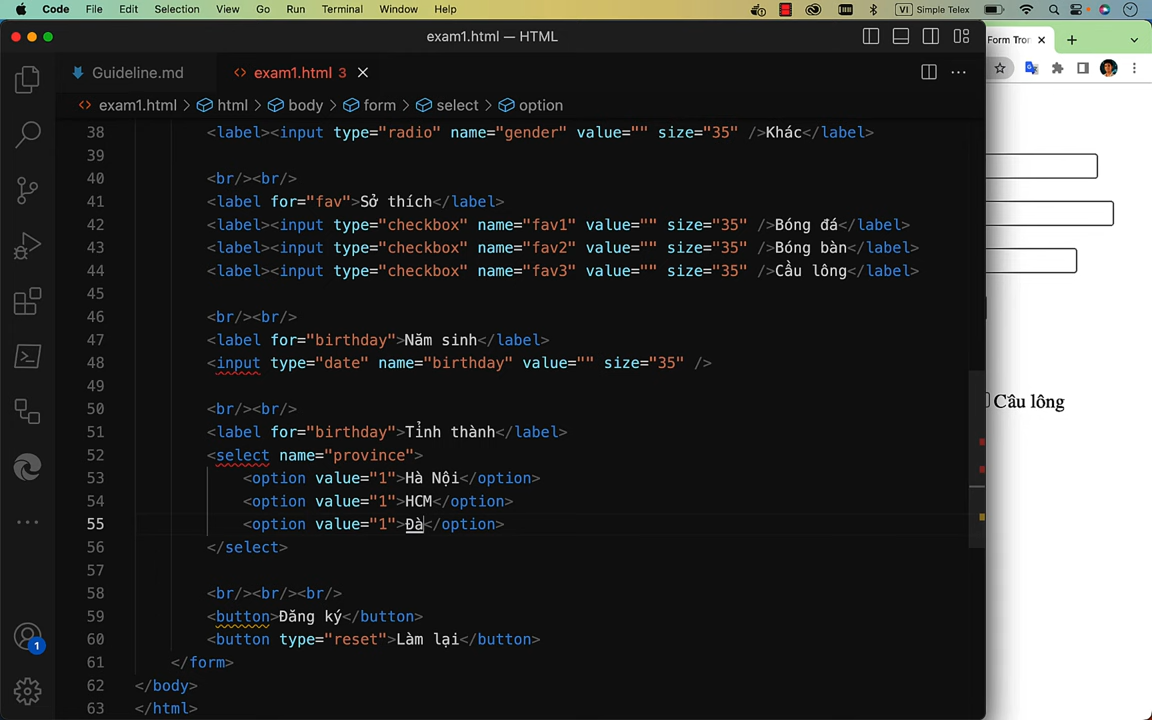 Code File Edit Selection View Go Run Terminal Window Help VI Simple Telex
exam1.html — HTML
Form Tror
Guideline.md exam1.html 3
exam1.html > html > body > form > select > option
38 <label><input type="radio" name="gender" value="" size="35" />Khác</label>
39
40 <br/><br/>
41 <label for="fav">Sở thích</label>
42 <label><input type="checkbox" name="fav1" value="" size="35" />Bóng đá</label>
43 <label><input type="checkbox" name="fav2" value="" size="35" />Bóng bàn</label>
44 <label><input type="checkbox" name="fav3" value="" size="35" />Cầu lông</label>
45
46 <br/><br/>
47 <label for="birthday">Năm sinh</label>
48 <input type="date" name="birthday" value="" size="35" />
49
50 <br/><br/>
51 <label for="birthday">Tỉnh thành</label>
52 <select name="province">
53 <option value="1">Hà Nội</option>
54 <option value="1">HCM</option>
55 <option value="1">Đà</option>
56 </select>
57
58 <br/><br/><br/>
59 <button>Đăng ký</button>
60 <button type="reset">Làm lại</button>
61 </form>
62 </body>
63 </html>
Cầu lông
1